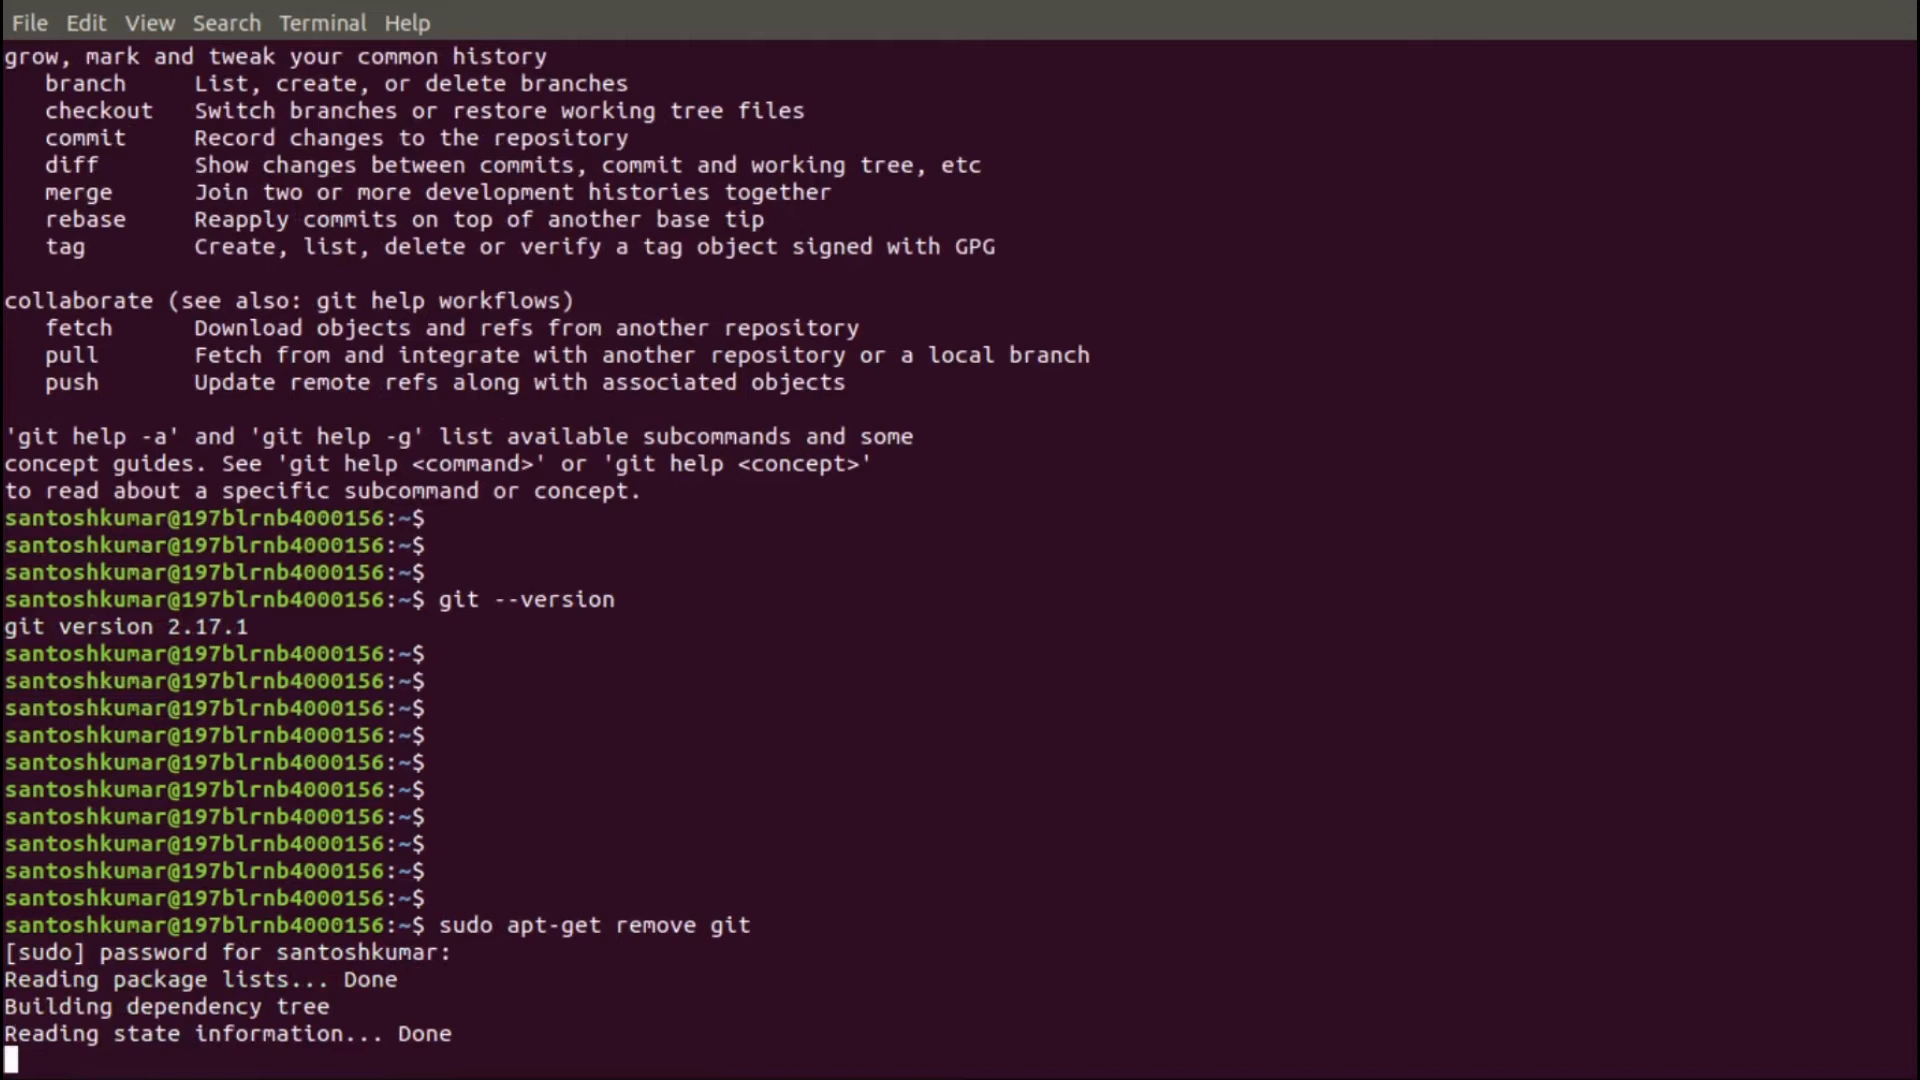 File Edit View Search Terminal Help
grow, mark and tweak your common history
   branch     List, create, or delete branches
   checkout   Switch branches or restore working tree files
   commit     Record changes to the repository
   diff       Show changes between commits, commit and working tree, etc
   merge      Join two or more development histories together
   rebase     Reapply commits on top of another base tip
   tag        Create, list, delete or verify a tag object signed with GPG
collaborate (see also: git help workflows)
   fetch      Download objects and refs from another repository
   pull       Fetch from and integrate with another repository or a local branch
   push       Update remote refs along with associated objects
'git help -a' and 'git help -g' list available subcommands and some
concept guides. See 'git help <command>' or 'git help <concept>'
to read about a specific subcommand or concept.
santoshkumar@197blrnb4000156:~$
santoshkumar@197blrnb4000156:~$
santoshkumar@197blrnb4000156:~$
santoshkumar@197blrnb4000156:~$ git --version
git version 2.17.1
santoshkumar@197blrnb4000156:~$
santoshkumar@197blrnb4000156:~$
santoshkumar@197blrnb4000156:~$
santoshkumar@197blrnb4000156:~$
santoshkumar@197blrnb4000156:~$
santoshkumar@197blrnb4000156:~$
santoshkumar@197blrnb4000156:~$
santoshkumar@197blrnb4000156:~$
santoshkumar@197blrnb4000156:~$
santoshkumar@197blrnb4000156:~$
santoshkumar@197blrnb4000156:~$ sudo apt-get remove git
[sudo] password for santoshkumar:
Reading package lists... Done
Building dependency tree
Reading state information... Done